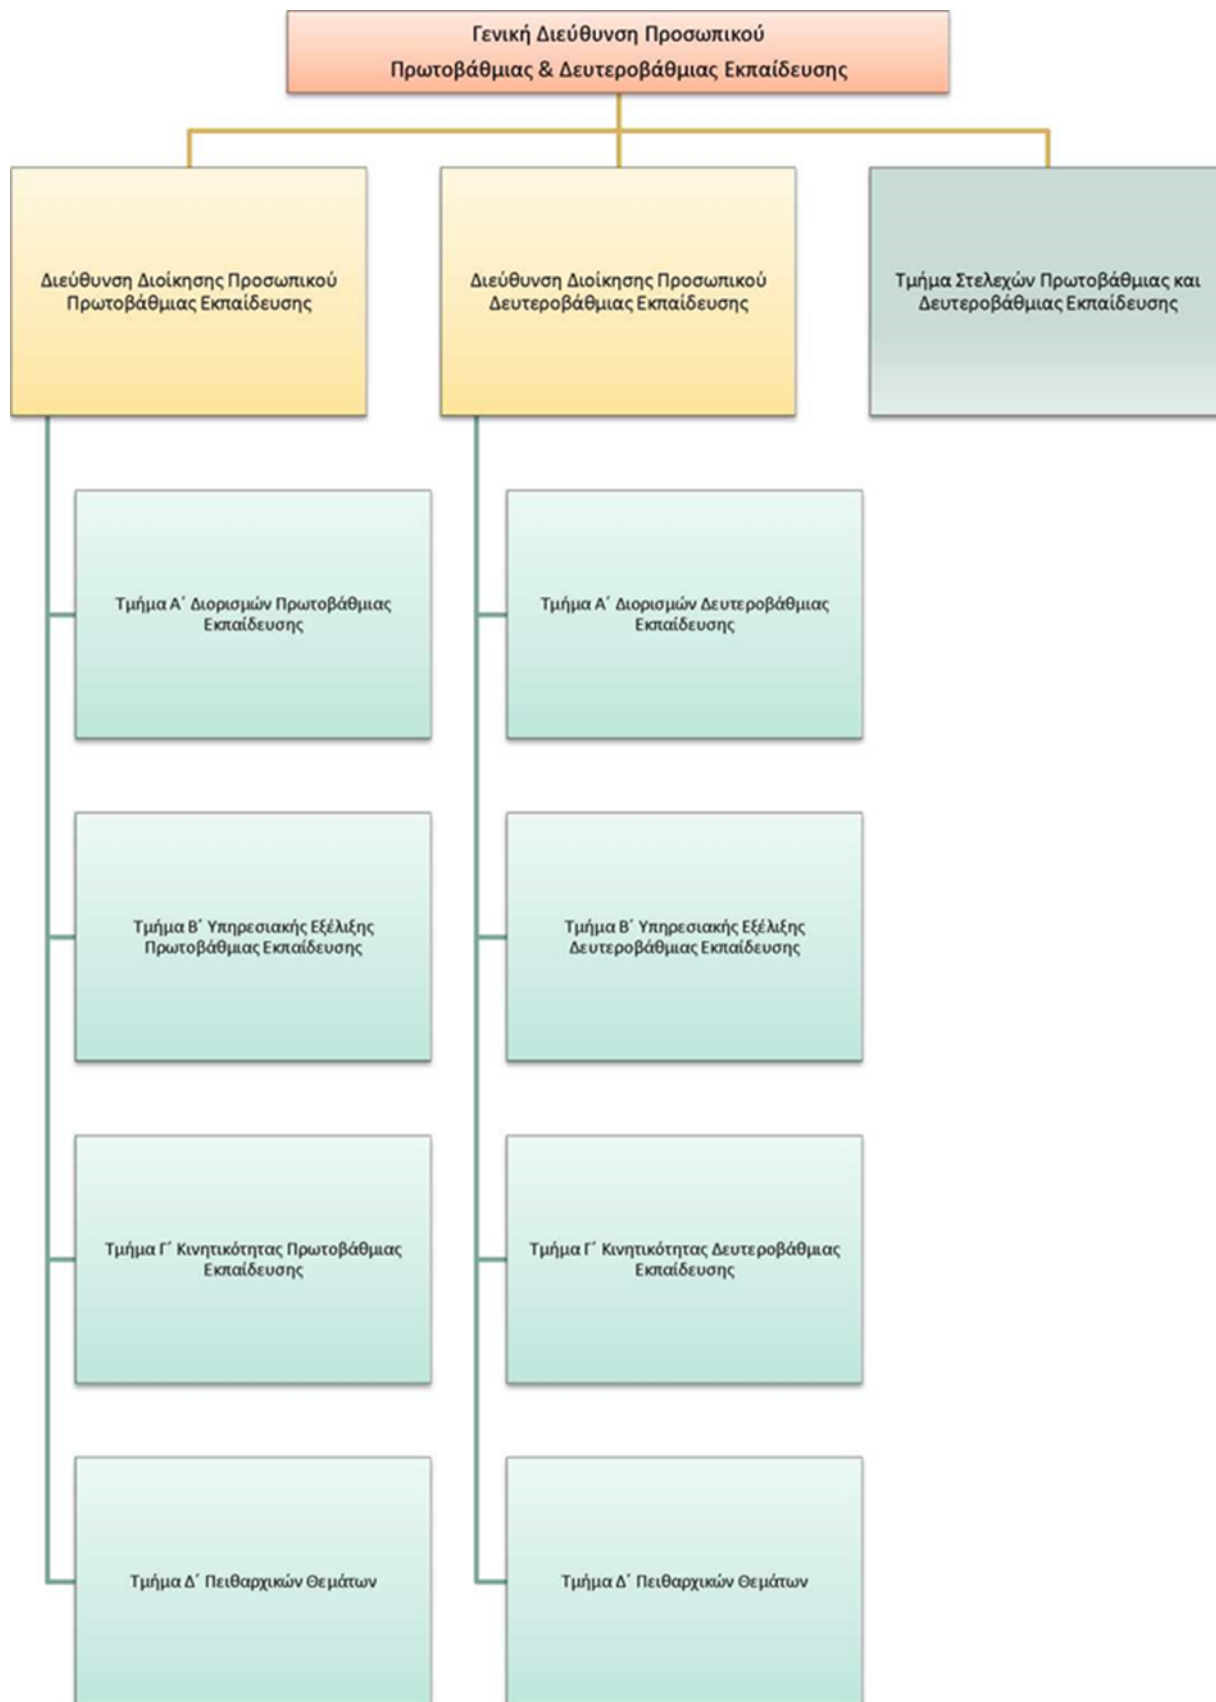 Γενική Διεύθυνση Προσωπικού
Πρωτοβάθμιας & Δευτεροβάθμιας Εκπαίδευσης
Διεύθυνση Διοίκησης Προσωπικού
Πρωτοβάθμιας Εκπαίδευσης
Διεύθυνση Διοίκησης Προσωπικού
Δευτεροβάθμιας Εκπαίδευσης
Τμήμα Στελεχών Πρωτοβάθμιας και
Δευτεροβάθμιας Εκπαίδευσης
Τμήμα Α΄ Διορισμών Πρωτοβάθμιας
Εκπαίδευσης
Τμήμα Α΄ Διορισμών Δευτεροβάθμιας
Εκπαίδευσης
Τμήμα Β΄ Υπηρεσιακής Εξέλιξης
Πρωτοβάθμιας Εκπαίδευσης
Τμήμα Β΄ Υπηρεσιακής Εξέλιξης
Δευτεροβάθμιας Εκπαίδευσης
Τμήμα Γ΄ Κινητικότητας Πρωτοβάθμιας
Εκπαίδευσης
Τμήμα Γ΄ Κινητικότητας Δευτεροβάθμιας
Εκπαίδευσης
Τμήμα Δ΄ Πειθαρχικών Θεμάτων
Τμήμα Δ΄ Πειθαρχικών Θεμάτων